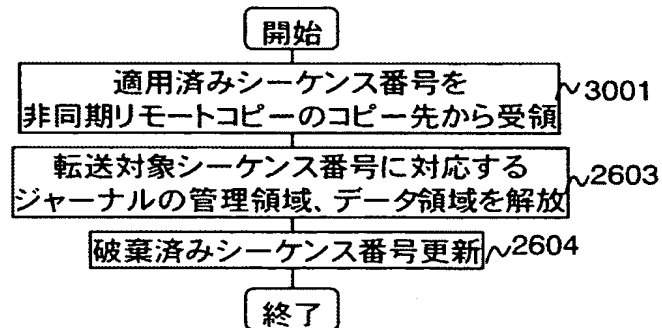 開始
適用済みシーケンス番号を
非同期リモートコピーのコピー先から受領
3001
転送対象シーケンス番号に対応する
ジャーナルの管理領域、データ領域を解放
2603
破棄済みシーケンス番号更新
2604
終了